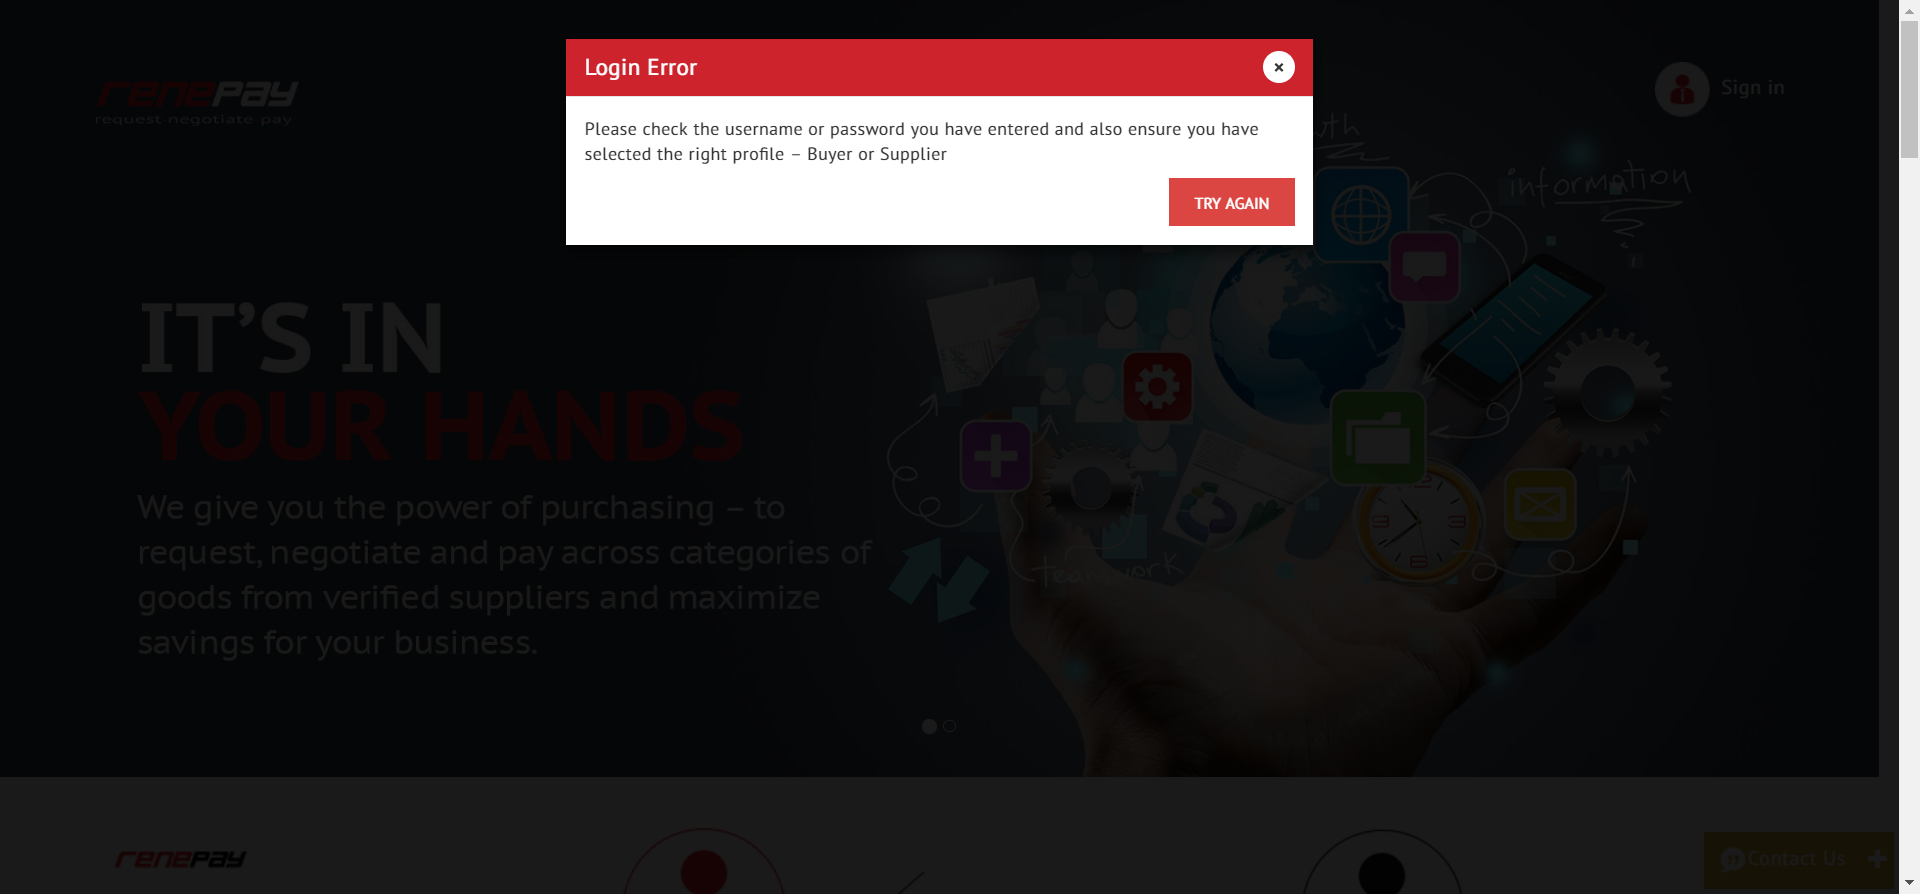 Login Error
×
Please check the username or password you have entered and also ensure you have
selected the right profile – Buyer or Supplier
TRY AGAIN
renepay
request negotiate pay
Sign in
information
IT'S IN
YOUR HANDS
We give you the power of purchasing – to
request, negotiate and pay across categories of
goods from verified suppliers and maximize
savings for your business.
teamwork
renepay
Contact Us